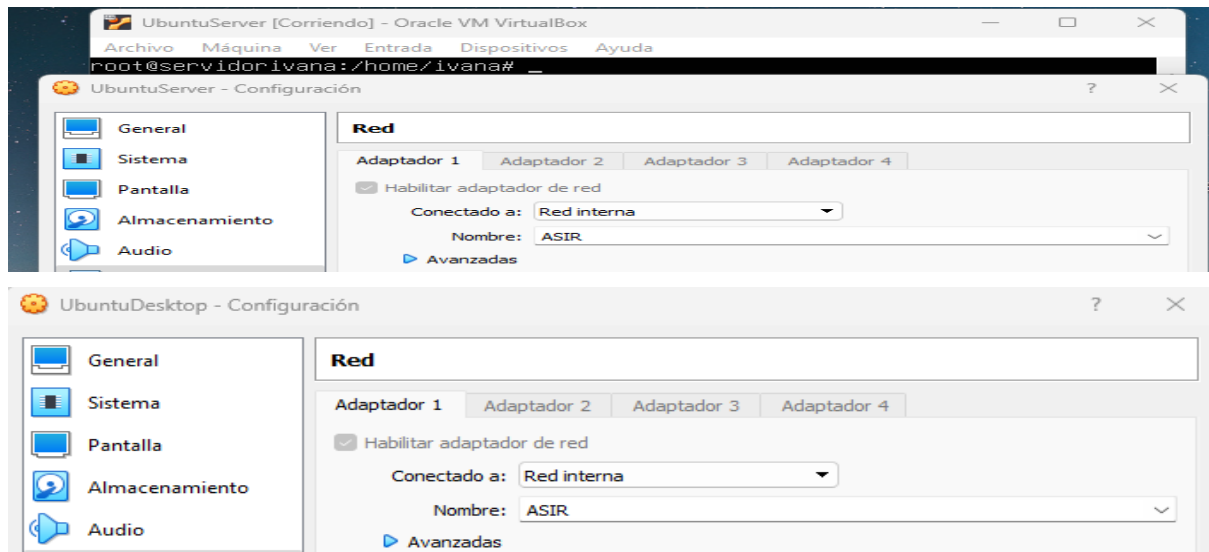 UbuntuServer [Corriendo] - Oracle VM VirtualBox
Archivo Máquina Ver Entrada Dispositivos Ayuda
root@servidorivana:/home/ivana# _
UbuntuServer - Configuración ?
General
Red
Sistema
Adaptador 1 Adaptador 2 Adaptador 3 Adaptador 4
Pantalla
Habilitar adaptador de red
Almacenamiento
Conectado a: Red interna
Audio
Nombre: ASIR
Avanzadas
UbuntuDesktop - Configuración ?
General
Red
Sistema
Adaptador 1 Adaptador 2 Adaptador 3 Adaptador 4
Pantalla
Habilitar adaptador de red
Almacenamiento
Conectado a: Red interna
Audio
Nombre: ASIR
Avanzadas